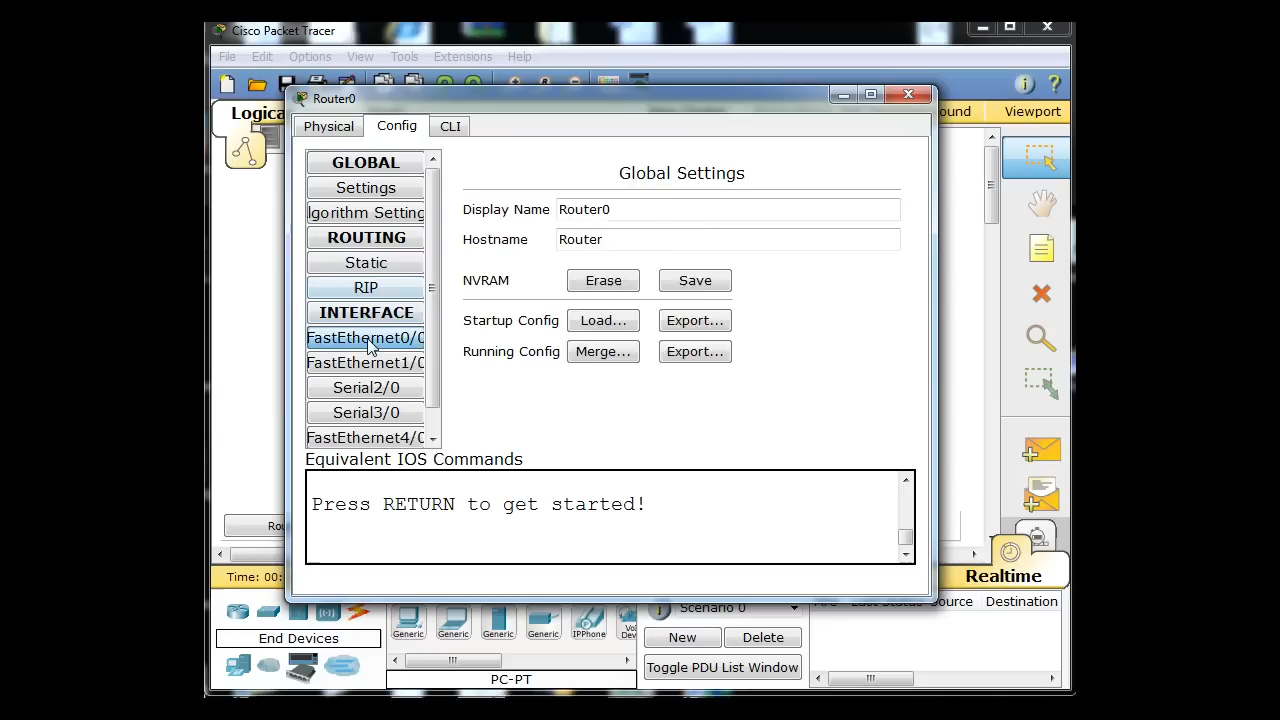 Cisco Packet Tracer
File Edit Options View Tools Extensions Help
Logica
ound
Viewport
Router0
Physical Config CLI
GLOBAL
Settings
lgorithm Setting
ROUTING
Static
RIP
INTERFACE
FastEthernet0/0
FastEthernet1/0
Serial2/0
Serial3/0
FastEthernet4/0
Global Settings
Display Name Router0
Hostname Router
NVRAM Erase Save
Startup Config Load... Export...
Running Config Merge... Export...
Equivalent IOS Commands
Press RETURN to get started!
Rou
Time: 00:
Realtime
End Devices
Generic Generic Generic Generic IPPhone
PC-PT
Scenario 0
New Delete
Toggle PDU List Window
Last Status Source Destination